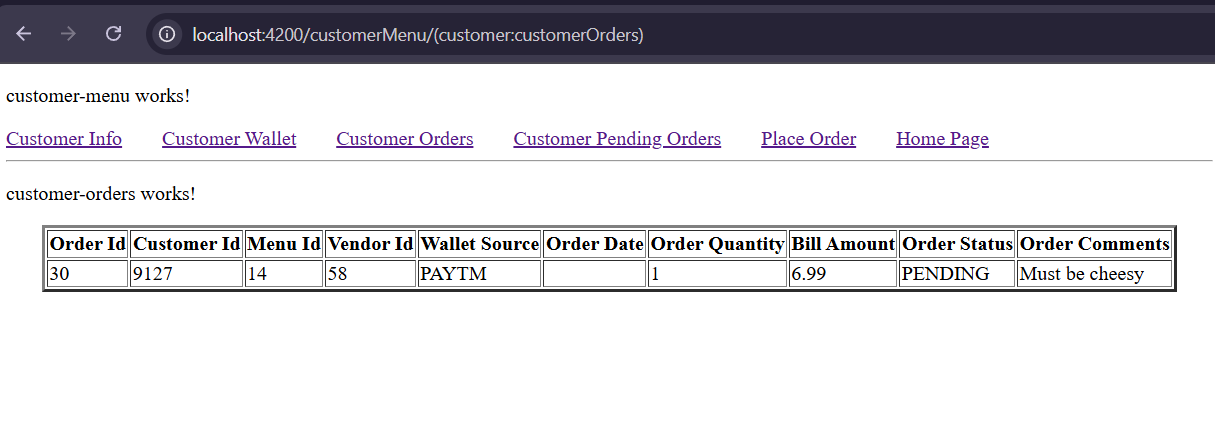 localhost:4200/customerMenu/(customer:customerOrders)
customer-menu works!
Customer Info Customer Wallet Customer Orders Customer Pending Orders Place Order Home Page
customer-orders works!
Order Id Customer Id Menu Id Vendor Id Wallet Source Order Date Order Quantity Bill Amount Order Status Order Comments
30 9127 14 58 PAYTM 1 6.99 PENDING Must be cheesy